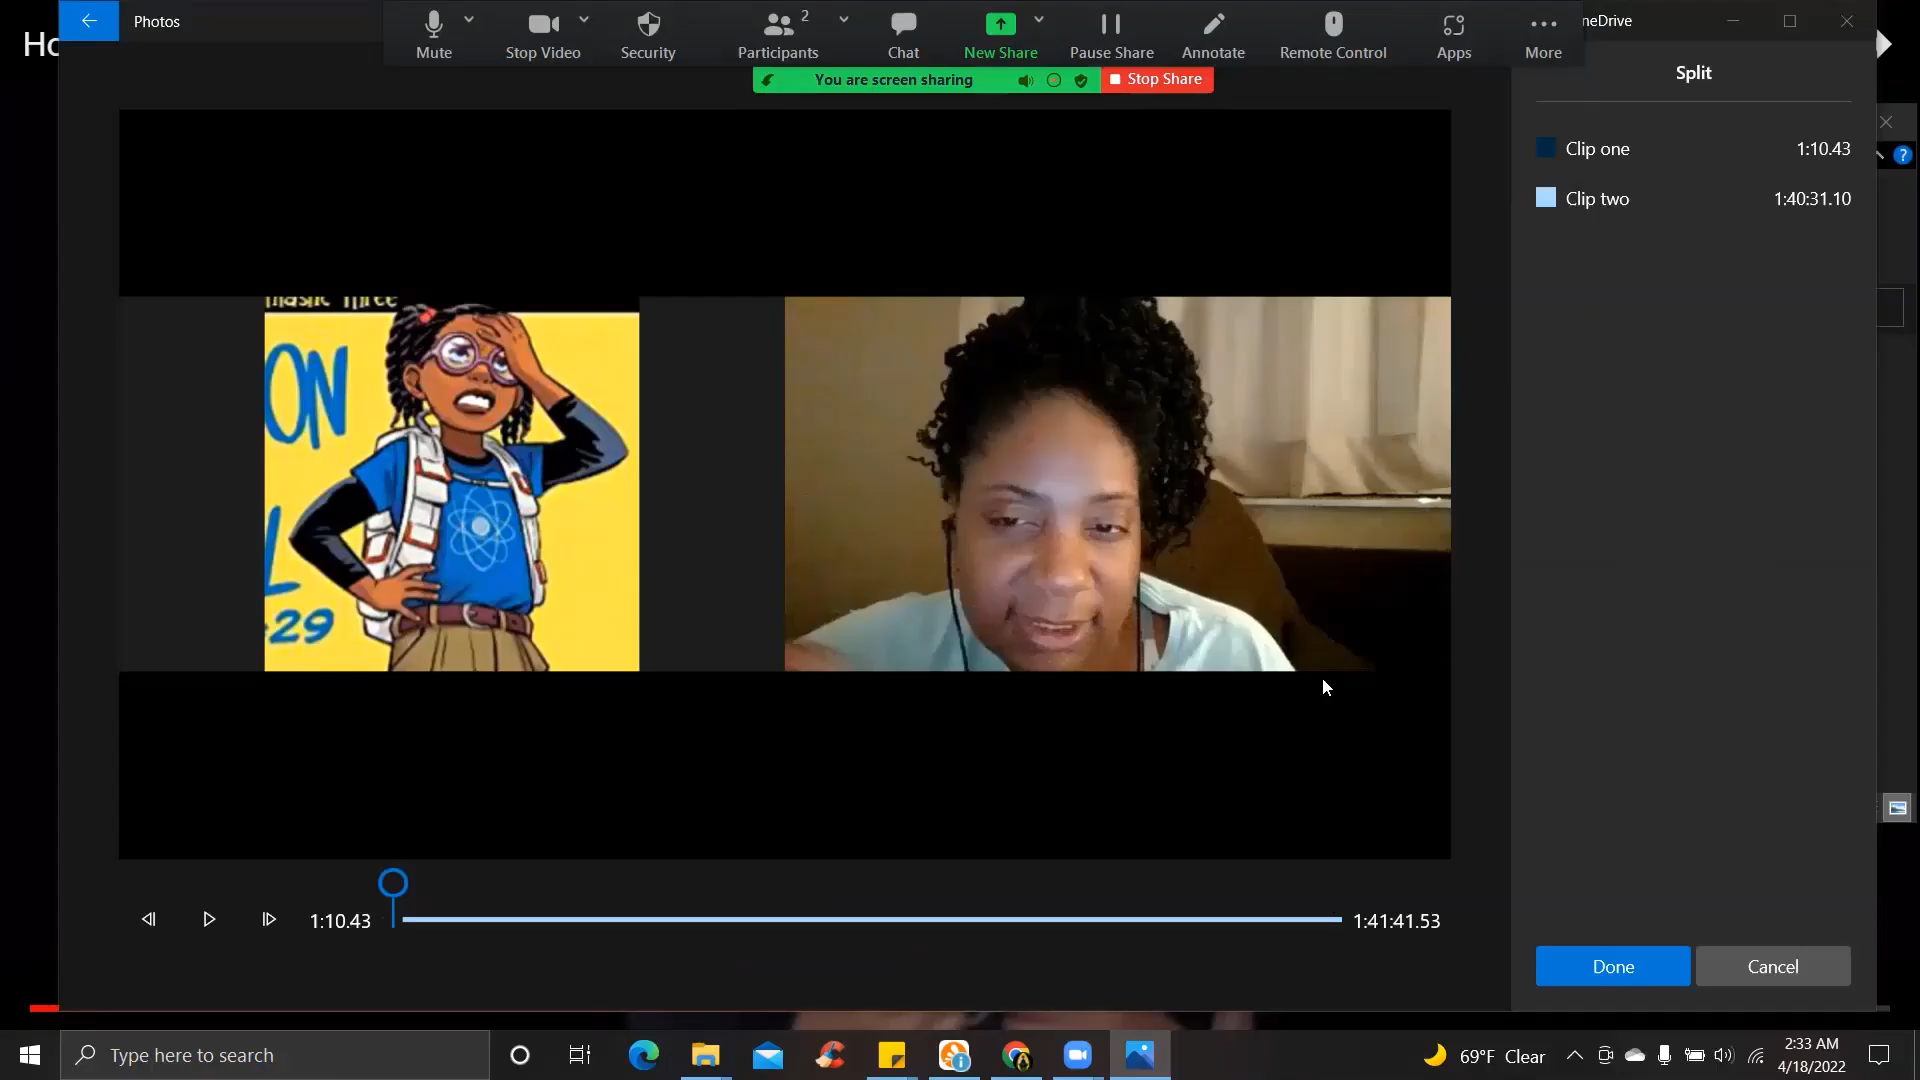 Photos
Mute
Stop Video
Security
2
Participants
Chat
New Share
Pause Share
Annotate
Remote Control
Apps
More
neDrive
You are screen sharing
Stop Share
Split
Clip one
1:10.43
Clip two
1:40:31.10
?
Three
ON
L
-29
1:10.43
1:41:41.53
Done
Cancel
Type here to search
69°F Clear
2:33 AM
4/18/2022